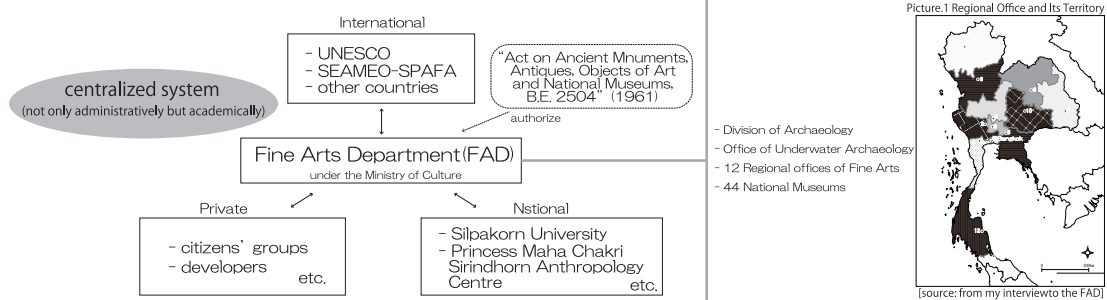 International
- UNESCO
- SEAMEO-SPAFA
- other countries
"Act on Ancient Mnuments,
Antiques, Objects of Art
and National Museums,
B.E. 2504" (1961)
authorize
centralized system
(not only administratively but academically)
Fine Arts Department(FAD)
under the Ministry of Culture
Private
- citizens' groups
- developers
etc.
Nstional
- Silpakorn University
- Princess Maha Chakri
Sirindhorn Anthropology
Centre
etc.
- Division of Archaeology
- Office of Underwater Archaeology
- 12 Regional offices of Fine Arts
- 44 National Museums
Picture.1 Regional Office and Its Territory
[source: from my interviewto the FAD]